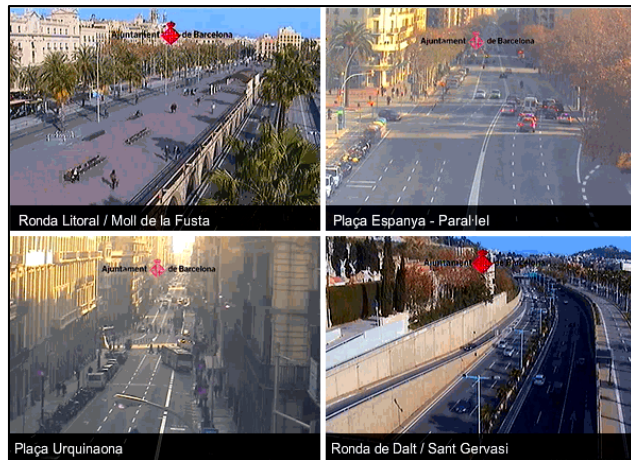 Ajuntament de Barcelona
Ronda Litoral / Moll de la Fusta
Ajuntament de Barcelona
Plaça Espanya - Paral·lel
Ajuntament de Barcelona
Plaça Urquinaona
Ajuntament de Barcelona
Ronda de Dalt / Sant Gervasi